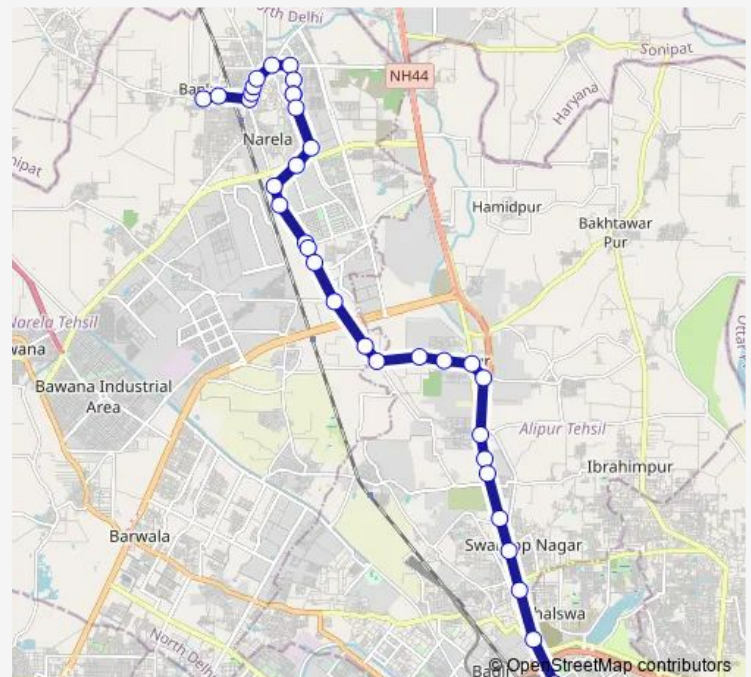 North Delhi
NH44
Sonipat
Haryana
Narela
Sonipat
Hamidpur
Bakhtawar
Pur
Narela Tehsil
Bawana Industrial
Area
Alipur Tehsil
Ibrahimpur
Barwala
North Delhi
© OpenStreetMap contributors